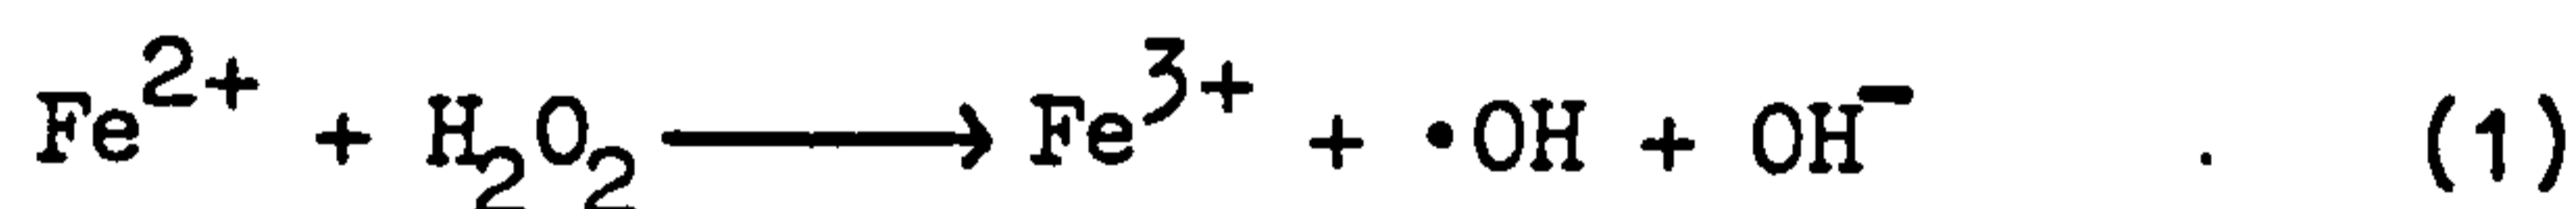 Fe²⁺ + H₂O₂ ⟶ Fe³⁺ + •OH + OH⁻ . (1)